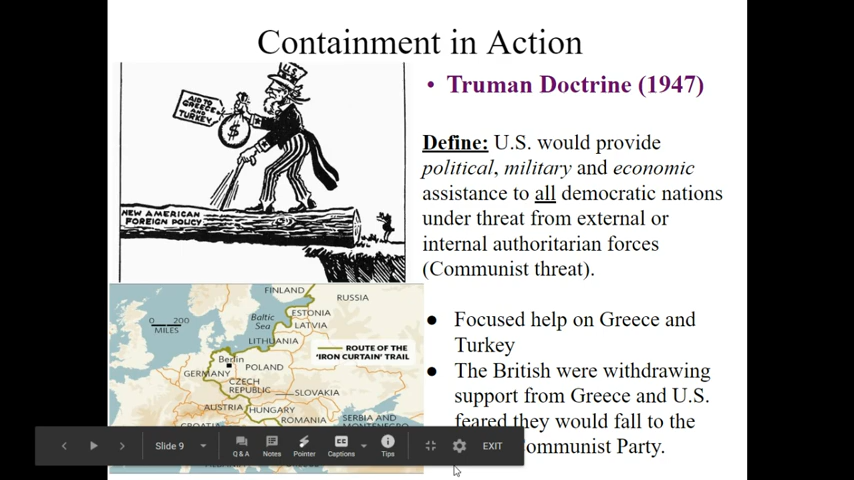 Containment in Action
U.S.
AID TO
GREECE
AND
TURKEY
$
NEW AMERICAN
FOREIGN POLICY
• Truman Doctrine (1947)
Define: U.S. would provide
political, military and economic
assistance to all democratic nations
under threat from external or
internal authoritarian forces
(Communist threat).
● Focused help on Greece and
Turkey
● The British were withdrawing
support from Greece and U.S.
feared they would fall to the
ommunist Party.
FINLAND
RUSSIA
0 200
MILES
Baltic
Sea
ESTONIA
LATVIA
LITHUANIA
ROUTE OF THE
'IRON CURTAIN' TRAIL
Berlin
POLAND
GERMANY
CZECH
REPUBLIC
SLOVAKIA
AUSTRIA
HUNGARY
ROMANIA
CROATIA
SERBIA AND
Slide 9
Q & A
Notes
Pointer
Captions
Tips
EXIT